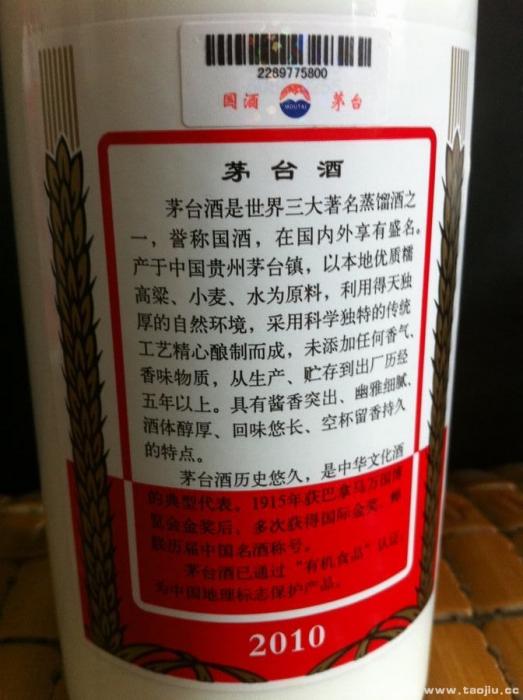 2289775800
国酒 MOUTAI 茅台
茅台酒
茅台酒是世界三大著名蒸馏酒之
一，誉称国酒，在国内外享有盛名。
产于中国贵州茅台镇，以本地优质糯
高粱、小麦、水为原料，利用得天独
厚的自然环境，采用科学独特的传统
工艺精心酿制而成，未添加任何香气、
香味物质，从生产、贮存到出厂历经
五年以上。具有酱香突出、幽雅细腻、
酒体醇厚、回味悠长、空杯留香持久
的特点。
茅台酒历史悠久，是中华文化酒
的典型代表。1915年获巴拿马万国博
览会金奖后，多次获得国际金奖，蝉
联历届中国名酒称号。
茅台酒已通过“有机食品”认证，
为中国地理标志保护产品。
2010
www.taojiu.cc